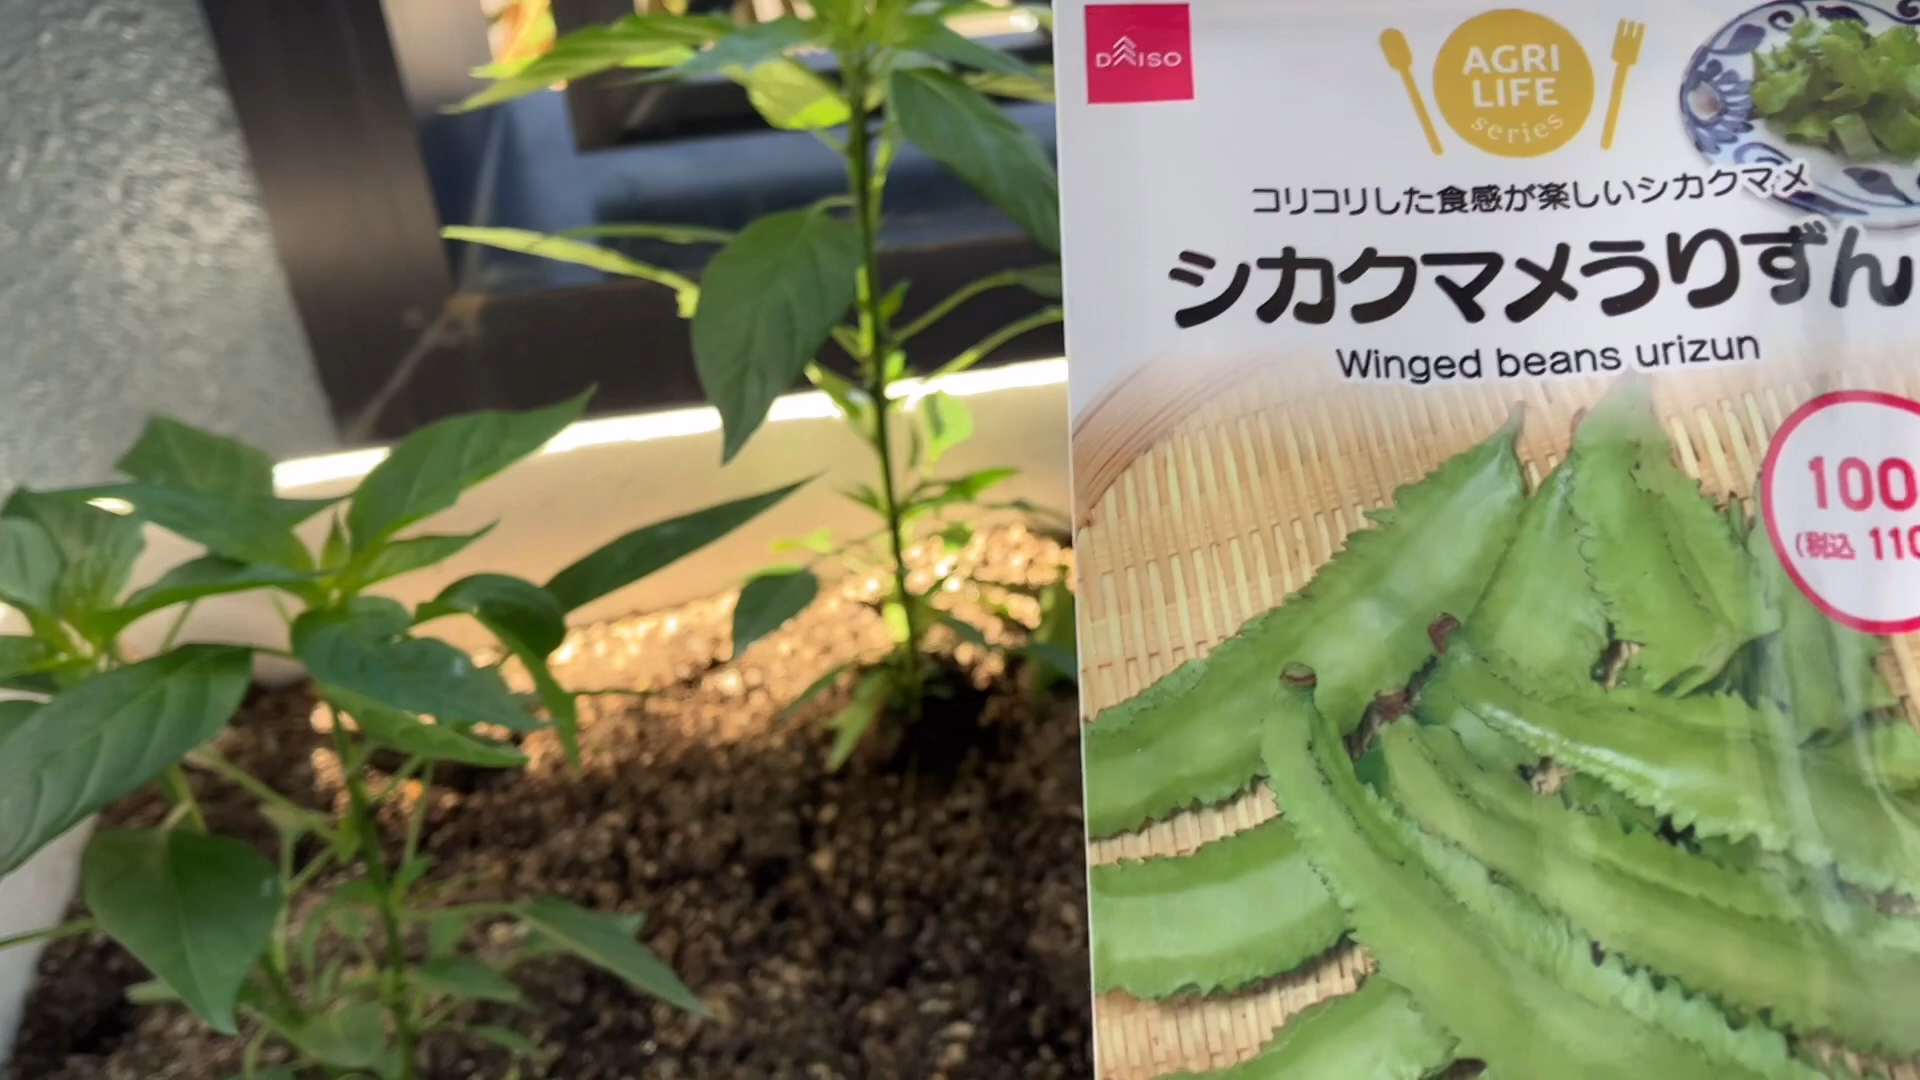 DAISO
AGRI
LIFE
series
コリコリした食感が楽しいシカクマメ
シカクマメうりずん
Winged beans urizun
100
(税込 110